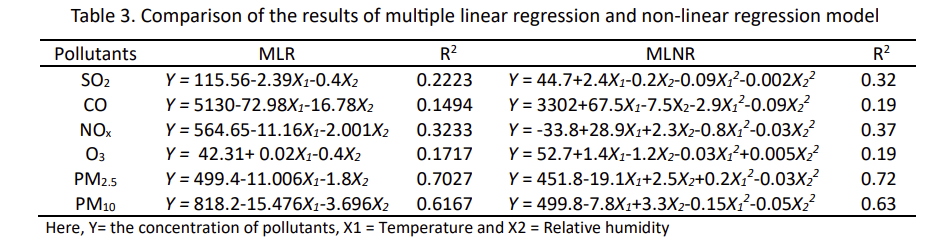 Table 3. Comparison of the results of multiple linear regression and non-linear regression model
Pollutants MLR R² MLNR R²
SO₂ Y = 115.56-2.39X₁-0.4X₂ 0.2223 Y = 44.7+2.4X₁-0.2X₂-0.09X₁²-0.002X₂² 0.32
CO Y = 5130-72.98X₁-16.78X₂ 0.1494 Y = 3302+67.5X₁-7.5X₂-2.9X₁²-0.09X₂² 0.19
NOₓ Y = 564.65-11.16X₁-2.001X₂ 0.3233 Y = -33.8+28.9X₁+2.3X₂-0.8X₁²-0.03X₂² 0.37
O₃ Y = 42.31+ 0.02X₁-0.4X₂ 0.1717 Y = 52.7+1.4X₁-1.2X₂-0.03X₁²+0.005X₂² 0.19
PM₂.₅ Y = 499.4-11.006X₁-1.8X₂ 0.7027 Y = 451.8-19.1X₁+2.5X₂+0.2X₁²-0.03X₂² 0.72
PM₁₀ Y = 818.2-15.476X₁-3.696X₂ 0.6167 Y = 499.8-7.8X₁+3.3X₂-0.15X₁²-0.05X₂² 0.63
Here, Y= the concentration of pollutants, X1 = Temperature and X2 = Relative humidity